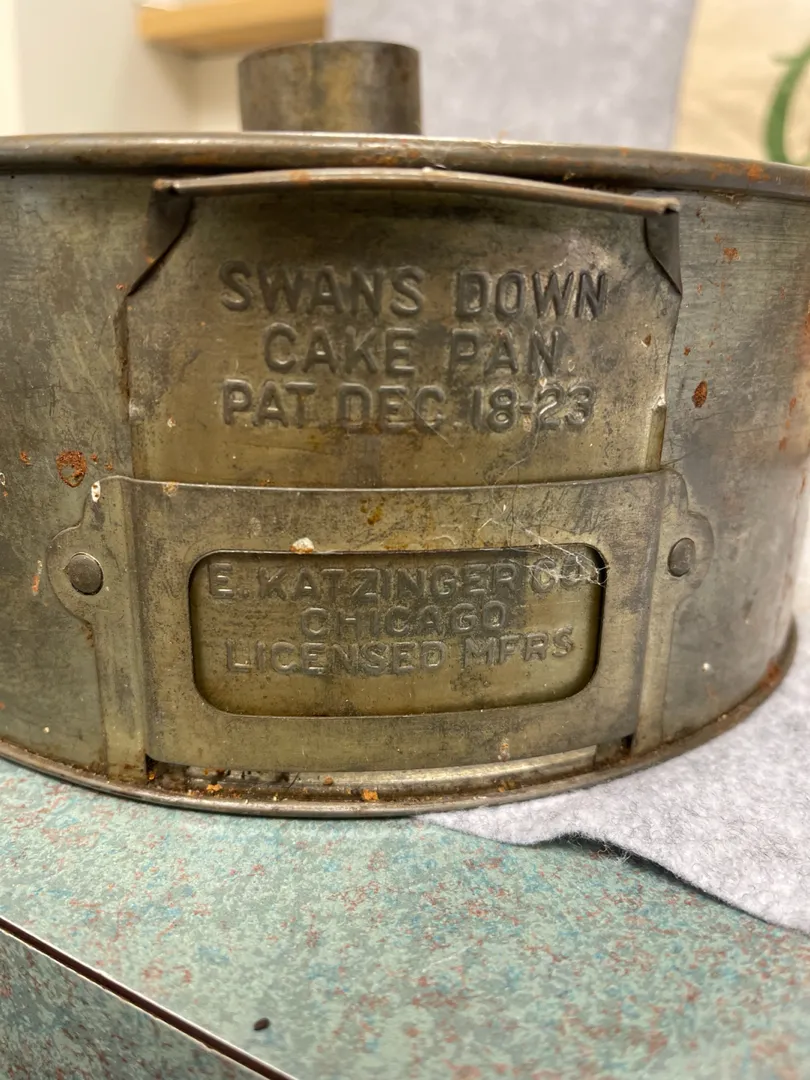 SWANS DOWN
CAKE PAN
PAT DEC.18-23
E. KATZINGER CO.
CHICAGO
LICENSED MFRS